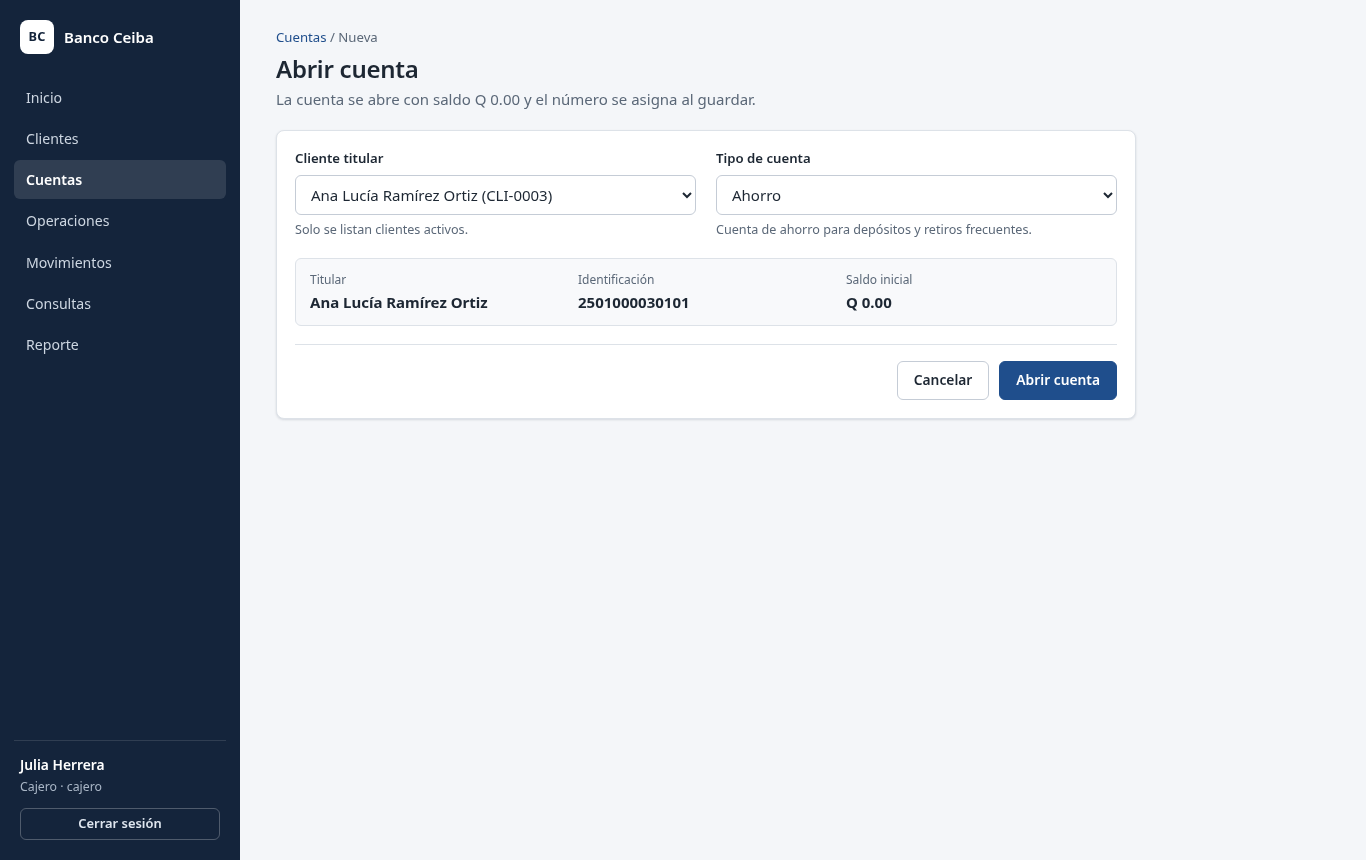 BC
Banco Ceiba
Inicio
Clientes
Cuentas
Operaciones
Movimientos
Consultas
Reporte
Julia Herrera
Cajero · cajero
Cerrar sesión
Cuentas / Nueva
Abrir cuenta
La cuenta se abre con saldo Q 0.00 y el número se asigna al guardar.
Cliente titular
Ana Lucía Ramírez Ortiz (CLI-0003)
Solo se listan clientes activos.
Tipo de cuenta
Ahorro
Cuenta de ahorro para depósitos y retiros frecuentes.
Titular
Ana Lucía Ramírez Ortiz
Identificación
2501000030101
Saldo inicial
Q 0.00
Cancelar
Abrir cuenta